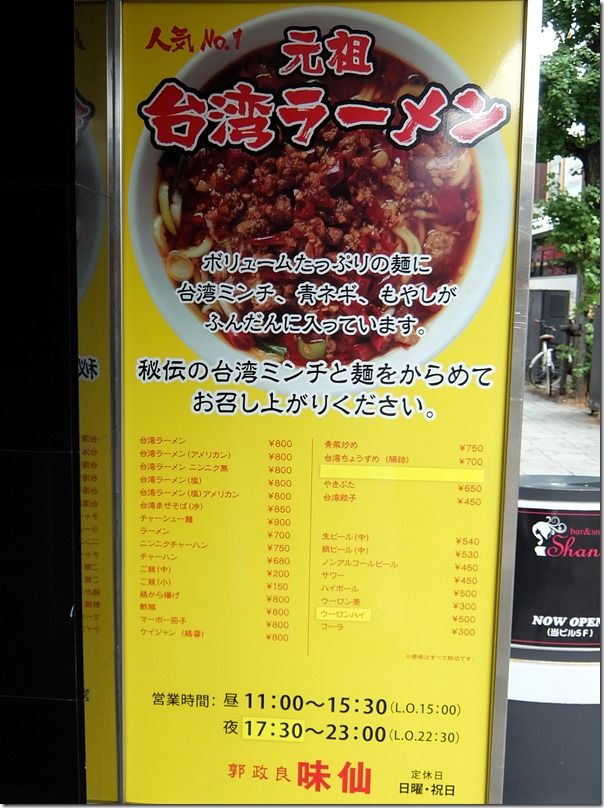 人気No.1
元祖
台湾ラーメン
ボリュームたっぷりの麺に
台湾ミンチ、青ネギ、もやしが
ふんだんに入っています。
秘伝の台湾ミンチと麺をからめて
お召し上がりください。
台湾ラーメン ¥800
台湾ラーメン(アメリカン) ¥800
台湾ラーメン ニンニク黒 ¥800
台湾ラーメン(塩) ¥800
台湾ラーメン(塩)アメリカン ¥800
台湾まぜそば(冷) ¥850
チャーシュー麺 ¥900
ラーメン ¥700
ニンニクチャーハン ¥750
チャーハン ¥680
ご飯(中) ¥200
ご飯(小) ¥150
鶏から揚げ ¥800
酢豚 ¥800
マーボー茄子 ¥800
ケイジャン(鶏醤) ¥800
青菜炒め ¥750
台湾ちょうずめ(腸詰) ¥700
やきぶた ¥650
台湾餃子 ¥450
生ビール(中) ¥540
瓶ビール(中) ¥530
ノンアルコールビール ¥450
サワー ¥450
ハイボール ¥500
ウーロン茶 ¥300
ウーロンハイ ¥500
コーラ ¥300
※価格はすべて税込です。
営業時間: 昼 11:00〜15:30(L.O.15:00)
夜 17:30〜23:00(L.O.22:30)
郭政良 味仙
定休日
日曜・祝日
NOW OPEN
(当ビル5F)